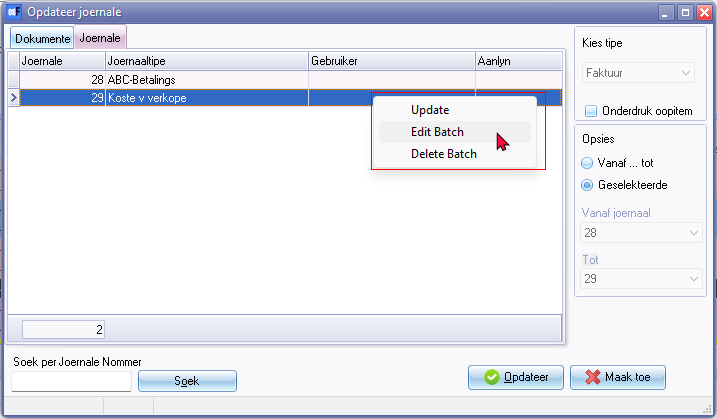 Opdateer joernale
Dokumente Joernale
Joernale Joernaaltipe Gebruiker Aanlyn
28 ABC-Betalings
29 Koste v verkope
Update
Edit Batch
Delete Batch
2
Soek per Joernale Nommer
Soek
Opdateer Maak toe
Kies tipe
Faktuur
Onderdruk oopitem
Opsies
Vanaf ... tot
Geselekteerde
Vanaf joernaal
28
Tot
29